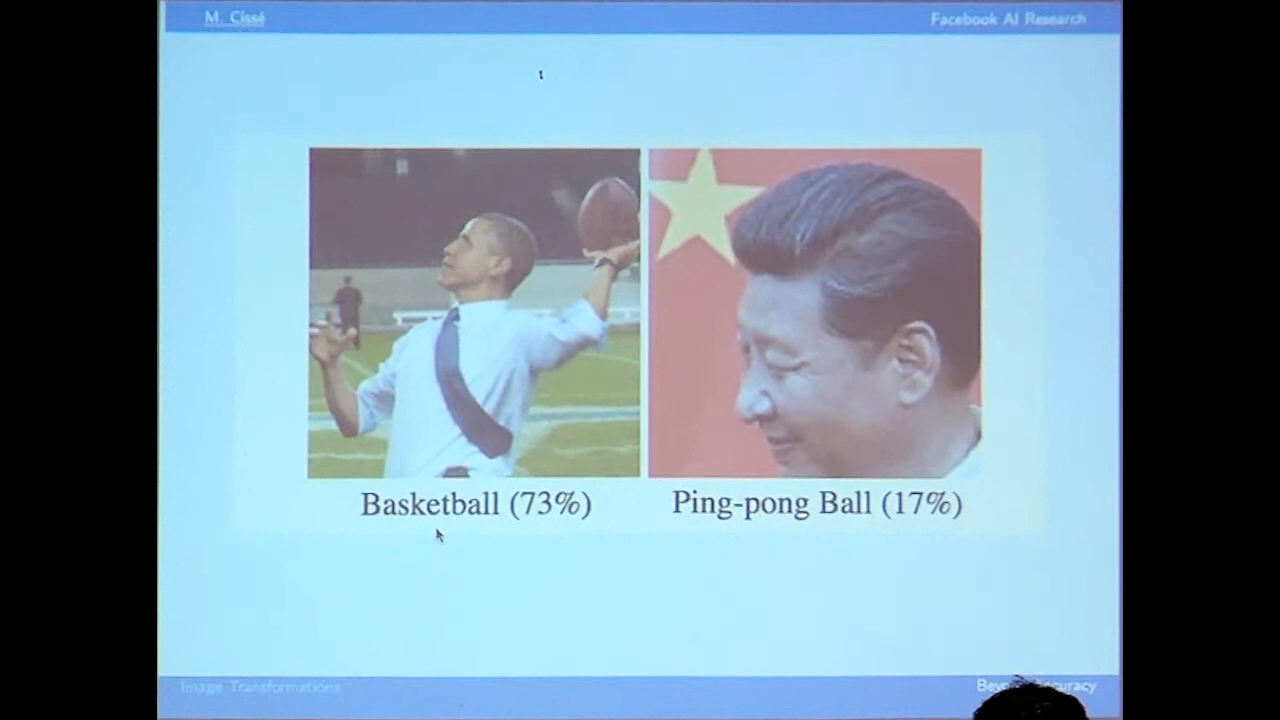 M. Cissé
Facebook AI Research
Basketball (73%)
Ping-pong Ball (17%)
Image Transformations